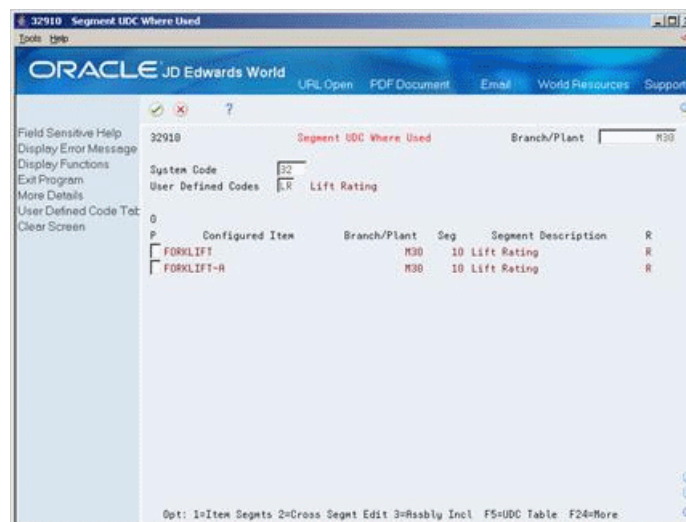 32910 Segment UDC Where Used
Tools Help
ORACLE JD Edwards World
URL Open PDF Document Email World Resources Support
?
Field Sensitive Help
Display Error Message
Display Functions
Exit Program
More Details
User Defined Code Tab
Clear Screen
32910 Segment UDC Where Used Branch/Plant M30
System Code 32
User Defined Codes LR Lift Rating
O
P Configured Item Branch/Plant Seg Segment Description R
FORKLIFT M30 10 Lift Rating R
FORKLIFT-A M30 10 Lift Rating R
Opt: 1=Item Segmts 2=Cross Segmt Edit 3=Assbly Incl F5=UDC Table F24=More